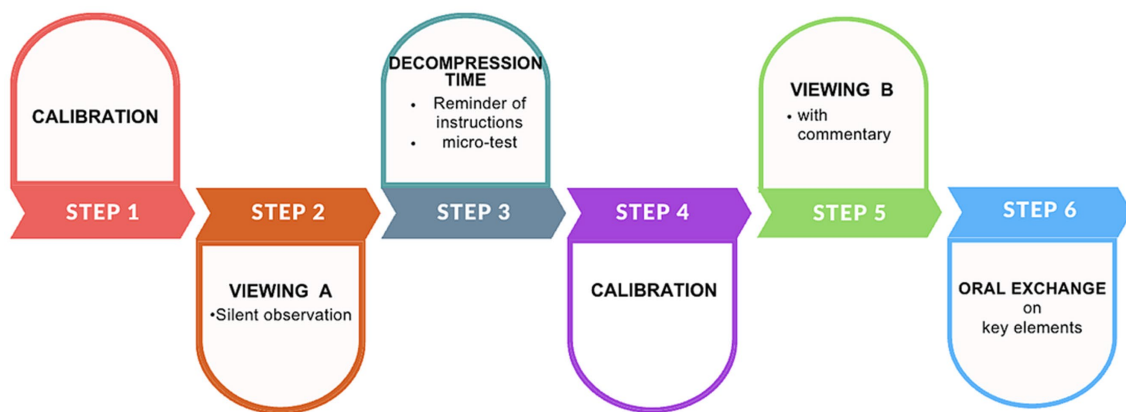 CALIBRATION
STEP 1
STEP 2
VIEWING A
•Silent observation
DECOMPRESSION
TIME
• Reminder of
instructions
• micro-test
STEP 3
STEP 4
CALIBRATION
VIEWING B
• with
commentary
STEP 5
STEP 6
ORAL EXCHANGE
on
key elements